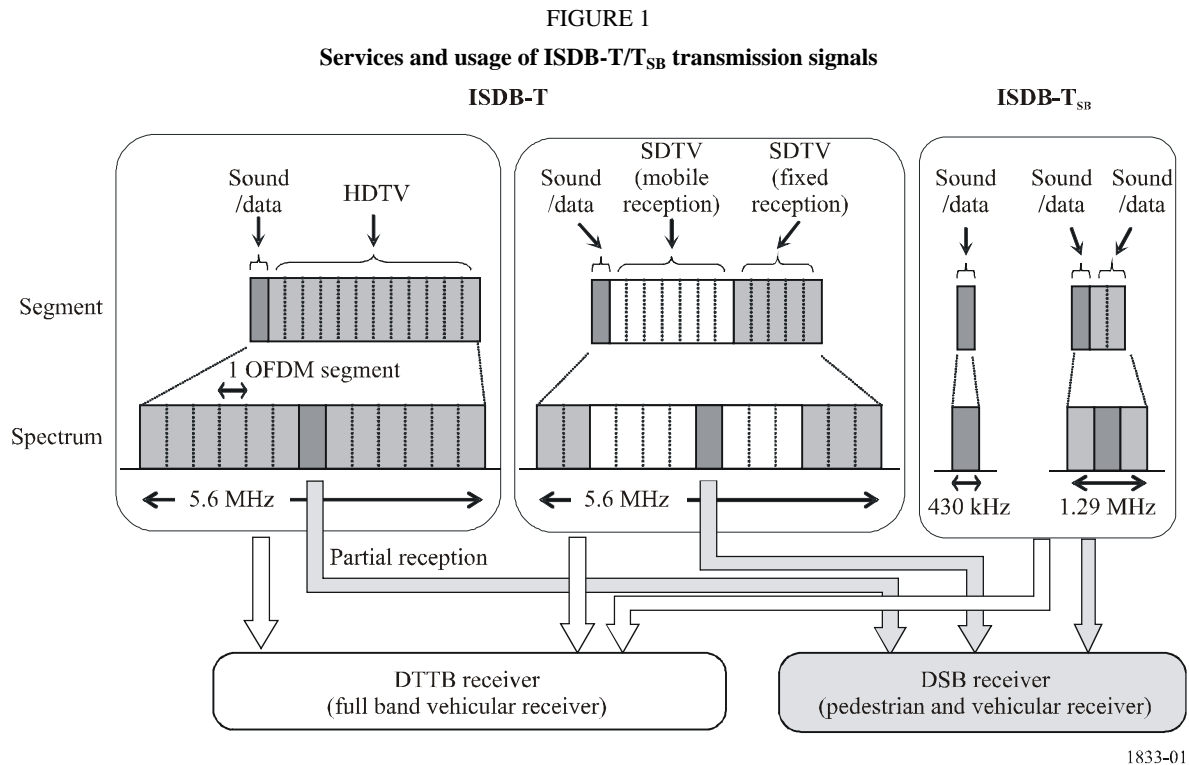 FIGURE 1
Services and usage of ISDB-T/TSB transmission signals
ISDB-T
ISDB-TSB
Sound
/data
HDTV
Sound
/data
SDTV
(mobile
reception)
SDTV
(fixed
reception)
Sound
/data
Sound
/data
Sound
/data
Segment
1 OFDM segment
Spectrum
5.6 MHz
5.6 MHz
430 kHz
1.29 MHz
Partial reception
DTTB receiver
(full band vehicular receiver)
DSB receiver
(pedestrian and vehicular receiver)
1833-01